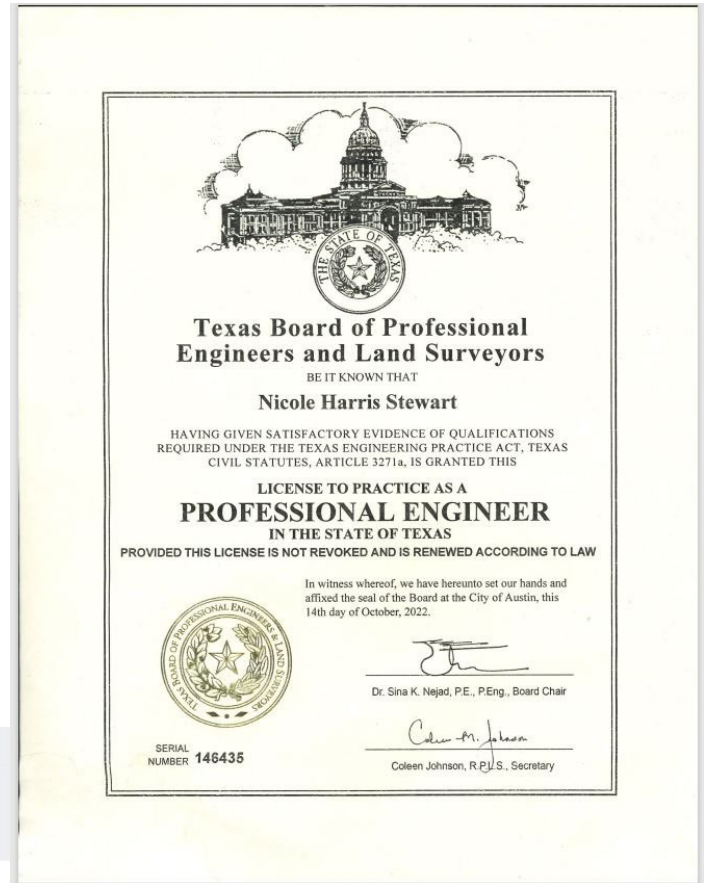 THE STATE OF TEXAS
Texas Board of Professional
Engineers and Land Surveyors
BE IT KNOWN THAT
Nicole Harris Stewart
HAVING GIVEN SATISFACTORY EVIDENCE OF QUALIFICATIONS
REQUIRED UNDER THE TEXAS ENGINEERING PRACTICE ACT, TEXAS
CIVIL STATUTES, ARTICLE 3271a, IS GRANTED THIS
LICENSE TO PRACTICE AS A
PROFESSIONAL ENGINEER
IN THE STATE OF TEXAS
PROVIDED THIS LICENSE IS NOT REVOKED AND IS RENEWED ACCORDING TO LAW
In witness whereof, we have hereunto set our hands and
affixed the seal of the Board at the City of Austin, this
14th day of October, 2022.
TEXAS BOARD OF PROFESSIONAL ENGINEERS & LAND SURVEYORS
Dr. Sina K. Nejad, P.E., P.Eng., Board Chair
Coleen M. Johnson
Coleen Johnson, R.P.L.S., Secretary
SERIAL
NUMBER 146435